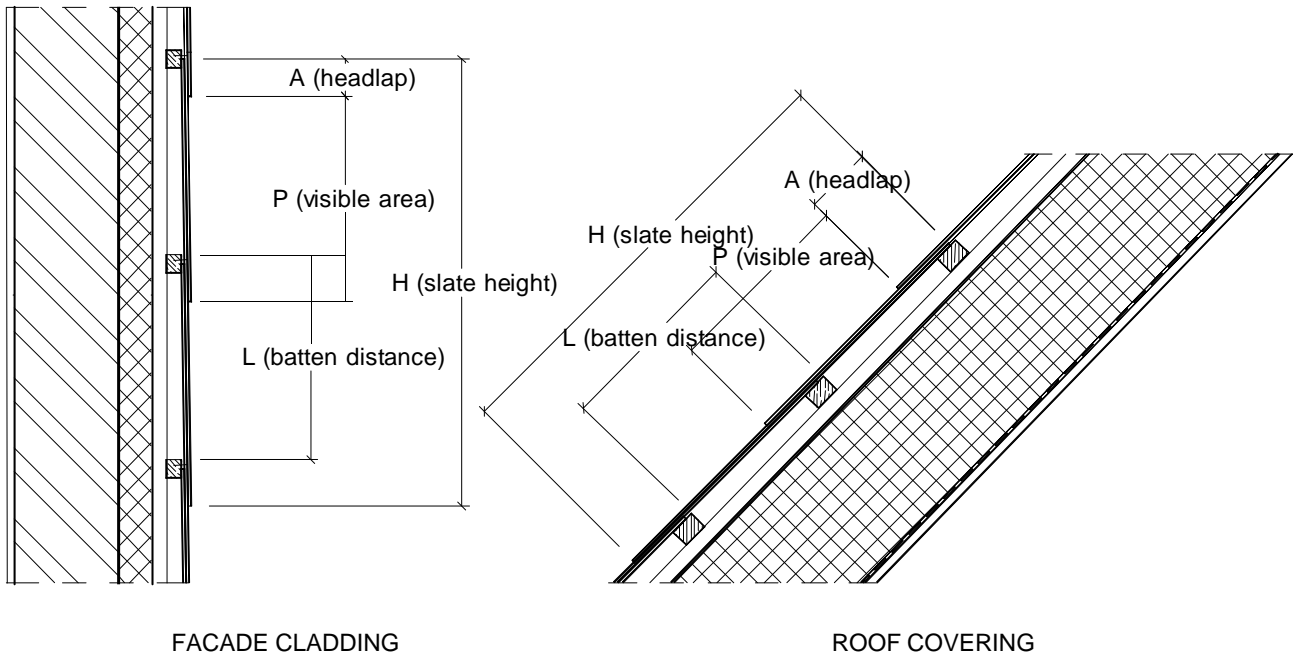 A (headlap)
P (visible area)
H (slate height)
L (batten distance)
A (headlap)
H (slate height)
P (visible area)
L (batten distance)
FACADE CLADDING
ROOF COVERING